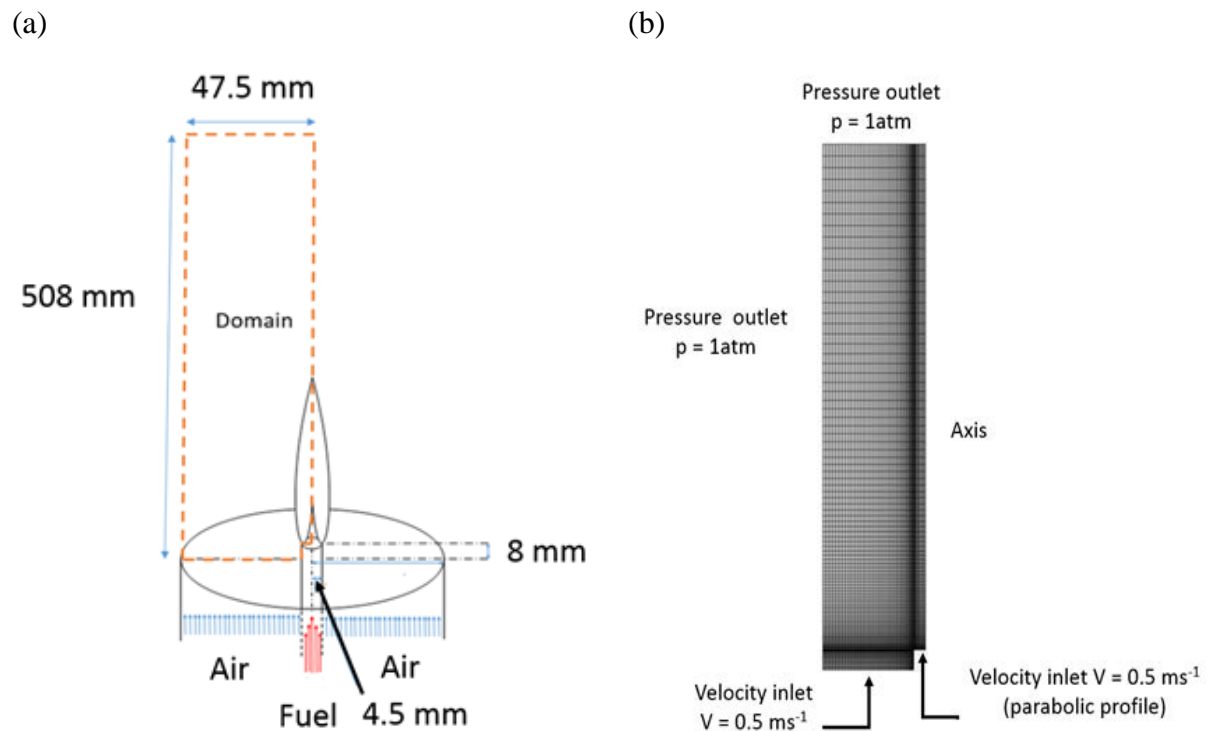 (a)
47.5 mm
508 mm
Domain
8 mm
Air
Air
Fuel
4.5 mm
(b)
Pressure outlet
p = 1atm
Pressure outlet
p = 1atm
Axis
Velocity inlet
V = 0.5 ms⁻¹
Velocity inlet V = 0.5 ms⁻¹
(parabolic profile)